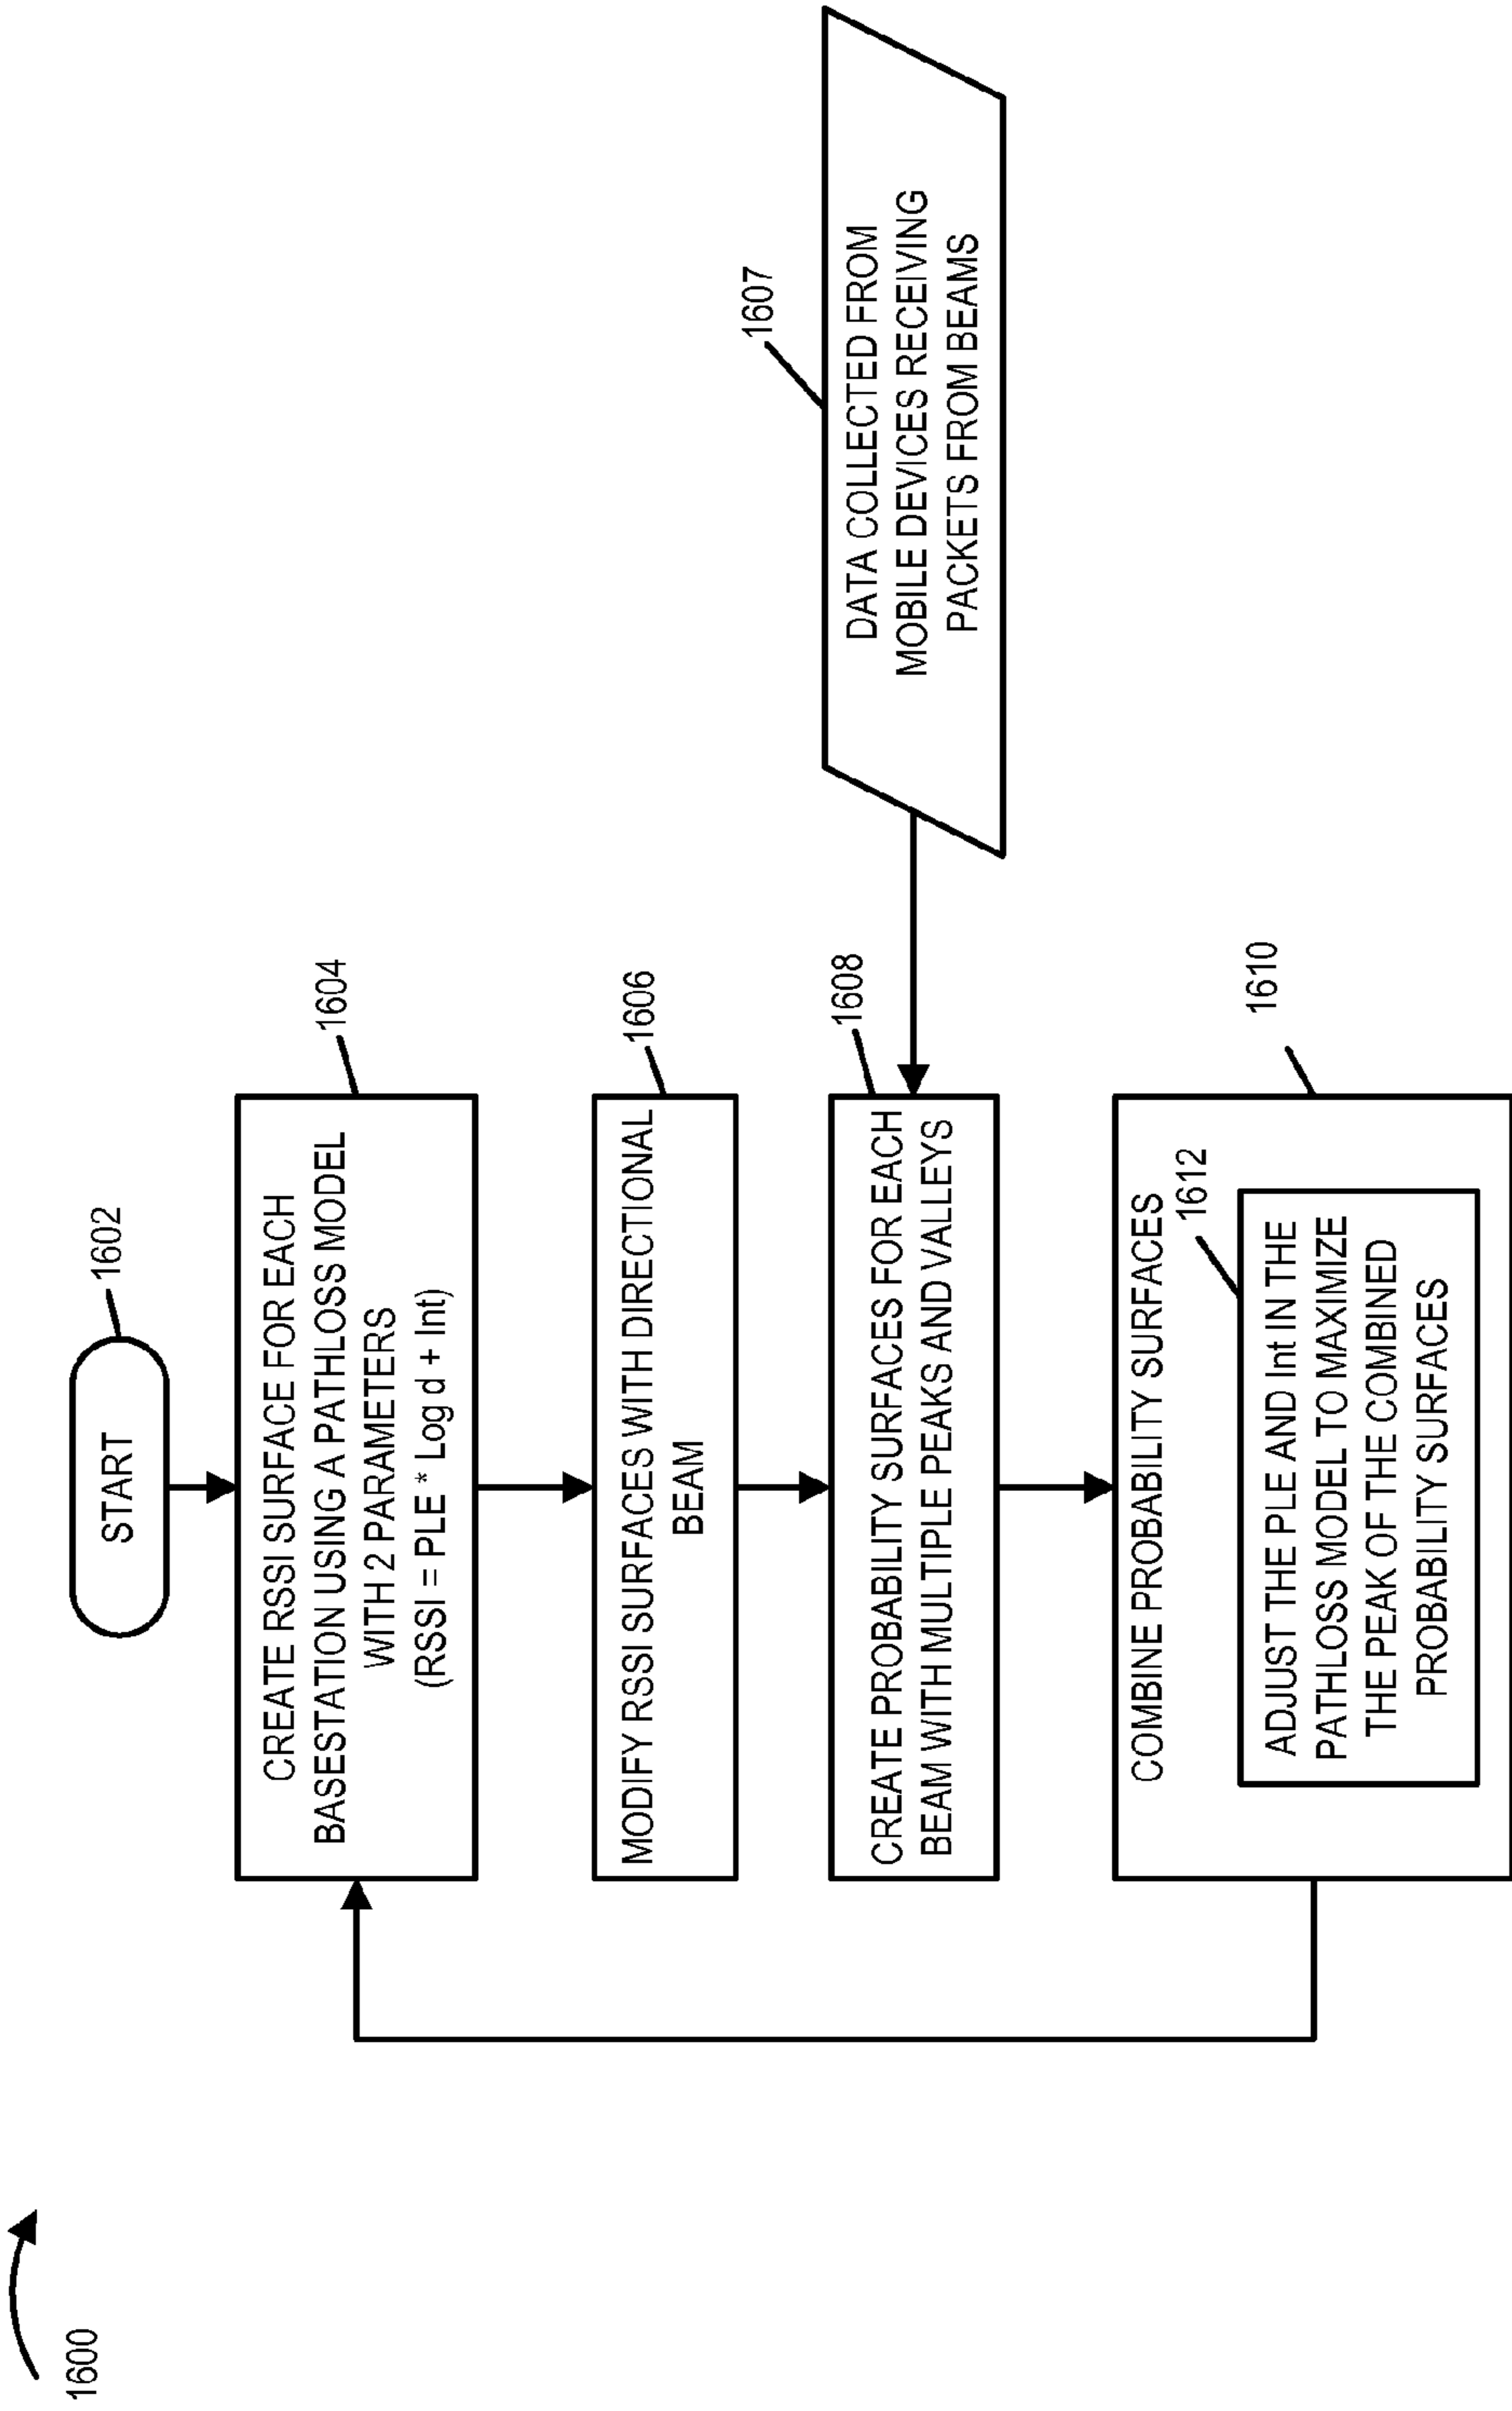 1600
START
1602
CREATE RSSI SURFACE FOR EACH
BASESTATION USING A PATHLOSS MODEL
WITH 2 PARAMETERS
(RSSI = PLE * Log d + Int)
1604
MODIFY RSSI SURFACES WITH DIRECTIONAL
BEAM
1606
DATA COLLECTED FROM
MOBILE DEVICES RECEIVING
PACKETS FROM BEAMS
1607
CREATE PROBABILITY SURFACES FOR EACH
BEAM WITH MULTIPLE PEAKS AND VALLEYS
1608
COMBINE PROBABILITY SURFACES
1610
1612
ADJUST THE PLE AND Int IN THE
PATHLOSS MODEL TO MAXIMIZE
THE PEAK OF THE COMBINED
PROBABILITY SURFACES